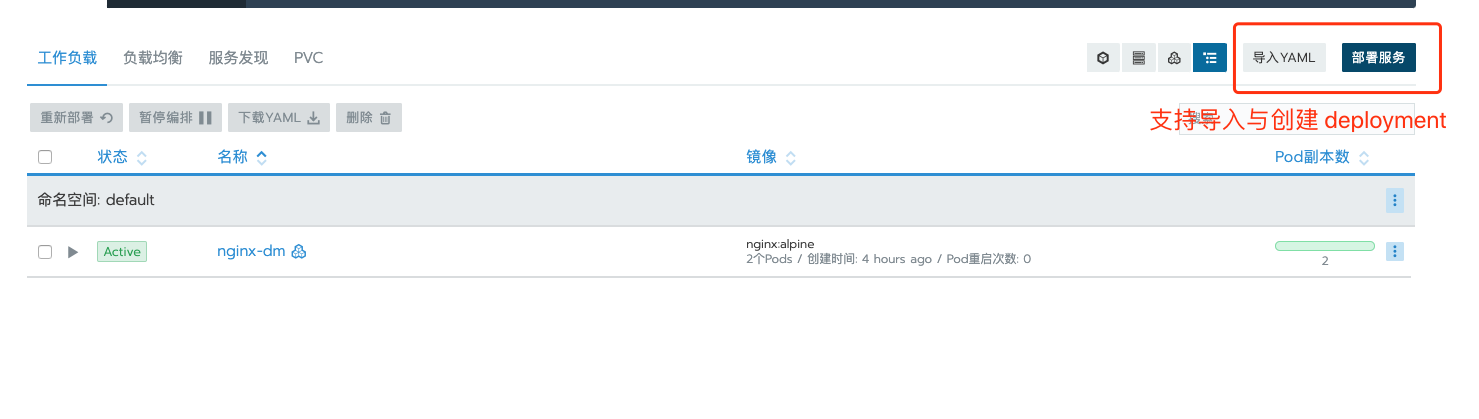 工作负载 负载均衡 服务发现 PVC 导入YAML 部署服务
重新部署 暂停编排 下载YAML 删除
支持导入与创建 deployment
状态 名称 镜像 Pod副本数
命名空间: default
Active nginx-dm nginx:alpine
2个Pods / 创建时间: 4 hours ago / Pod重启次数: 0
2